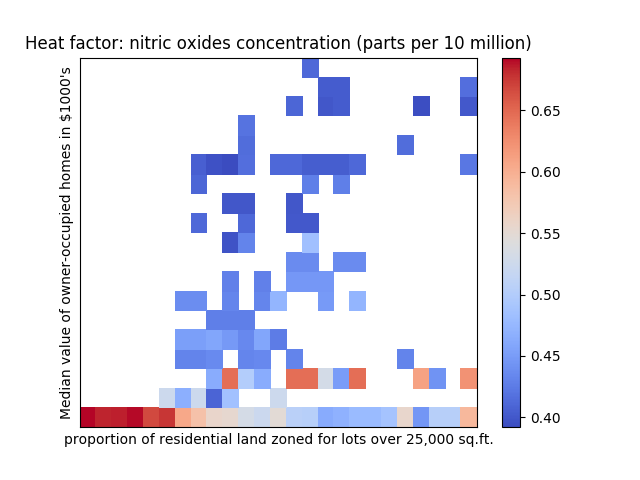 Heat factor: nitric oxides concentration (parts per 10 million)
Median value of owner-occupied homes in $1000's
0.65
0.60
0.55
0.50
0.45
0.40
proportion of residential land zoned for lots over 25,000 sq.ft.